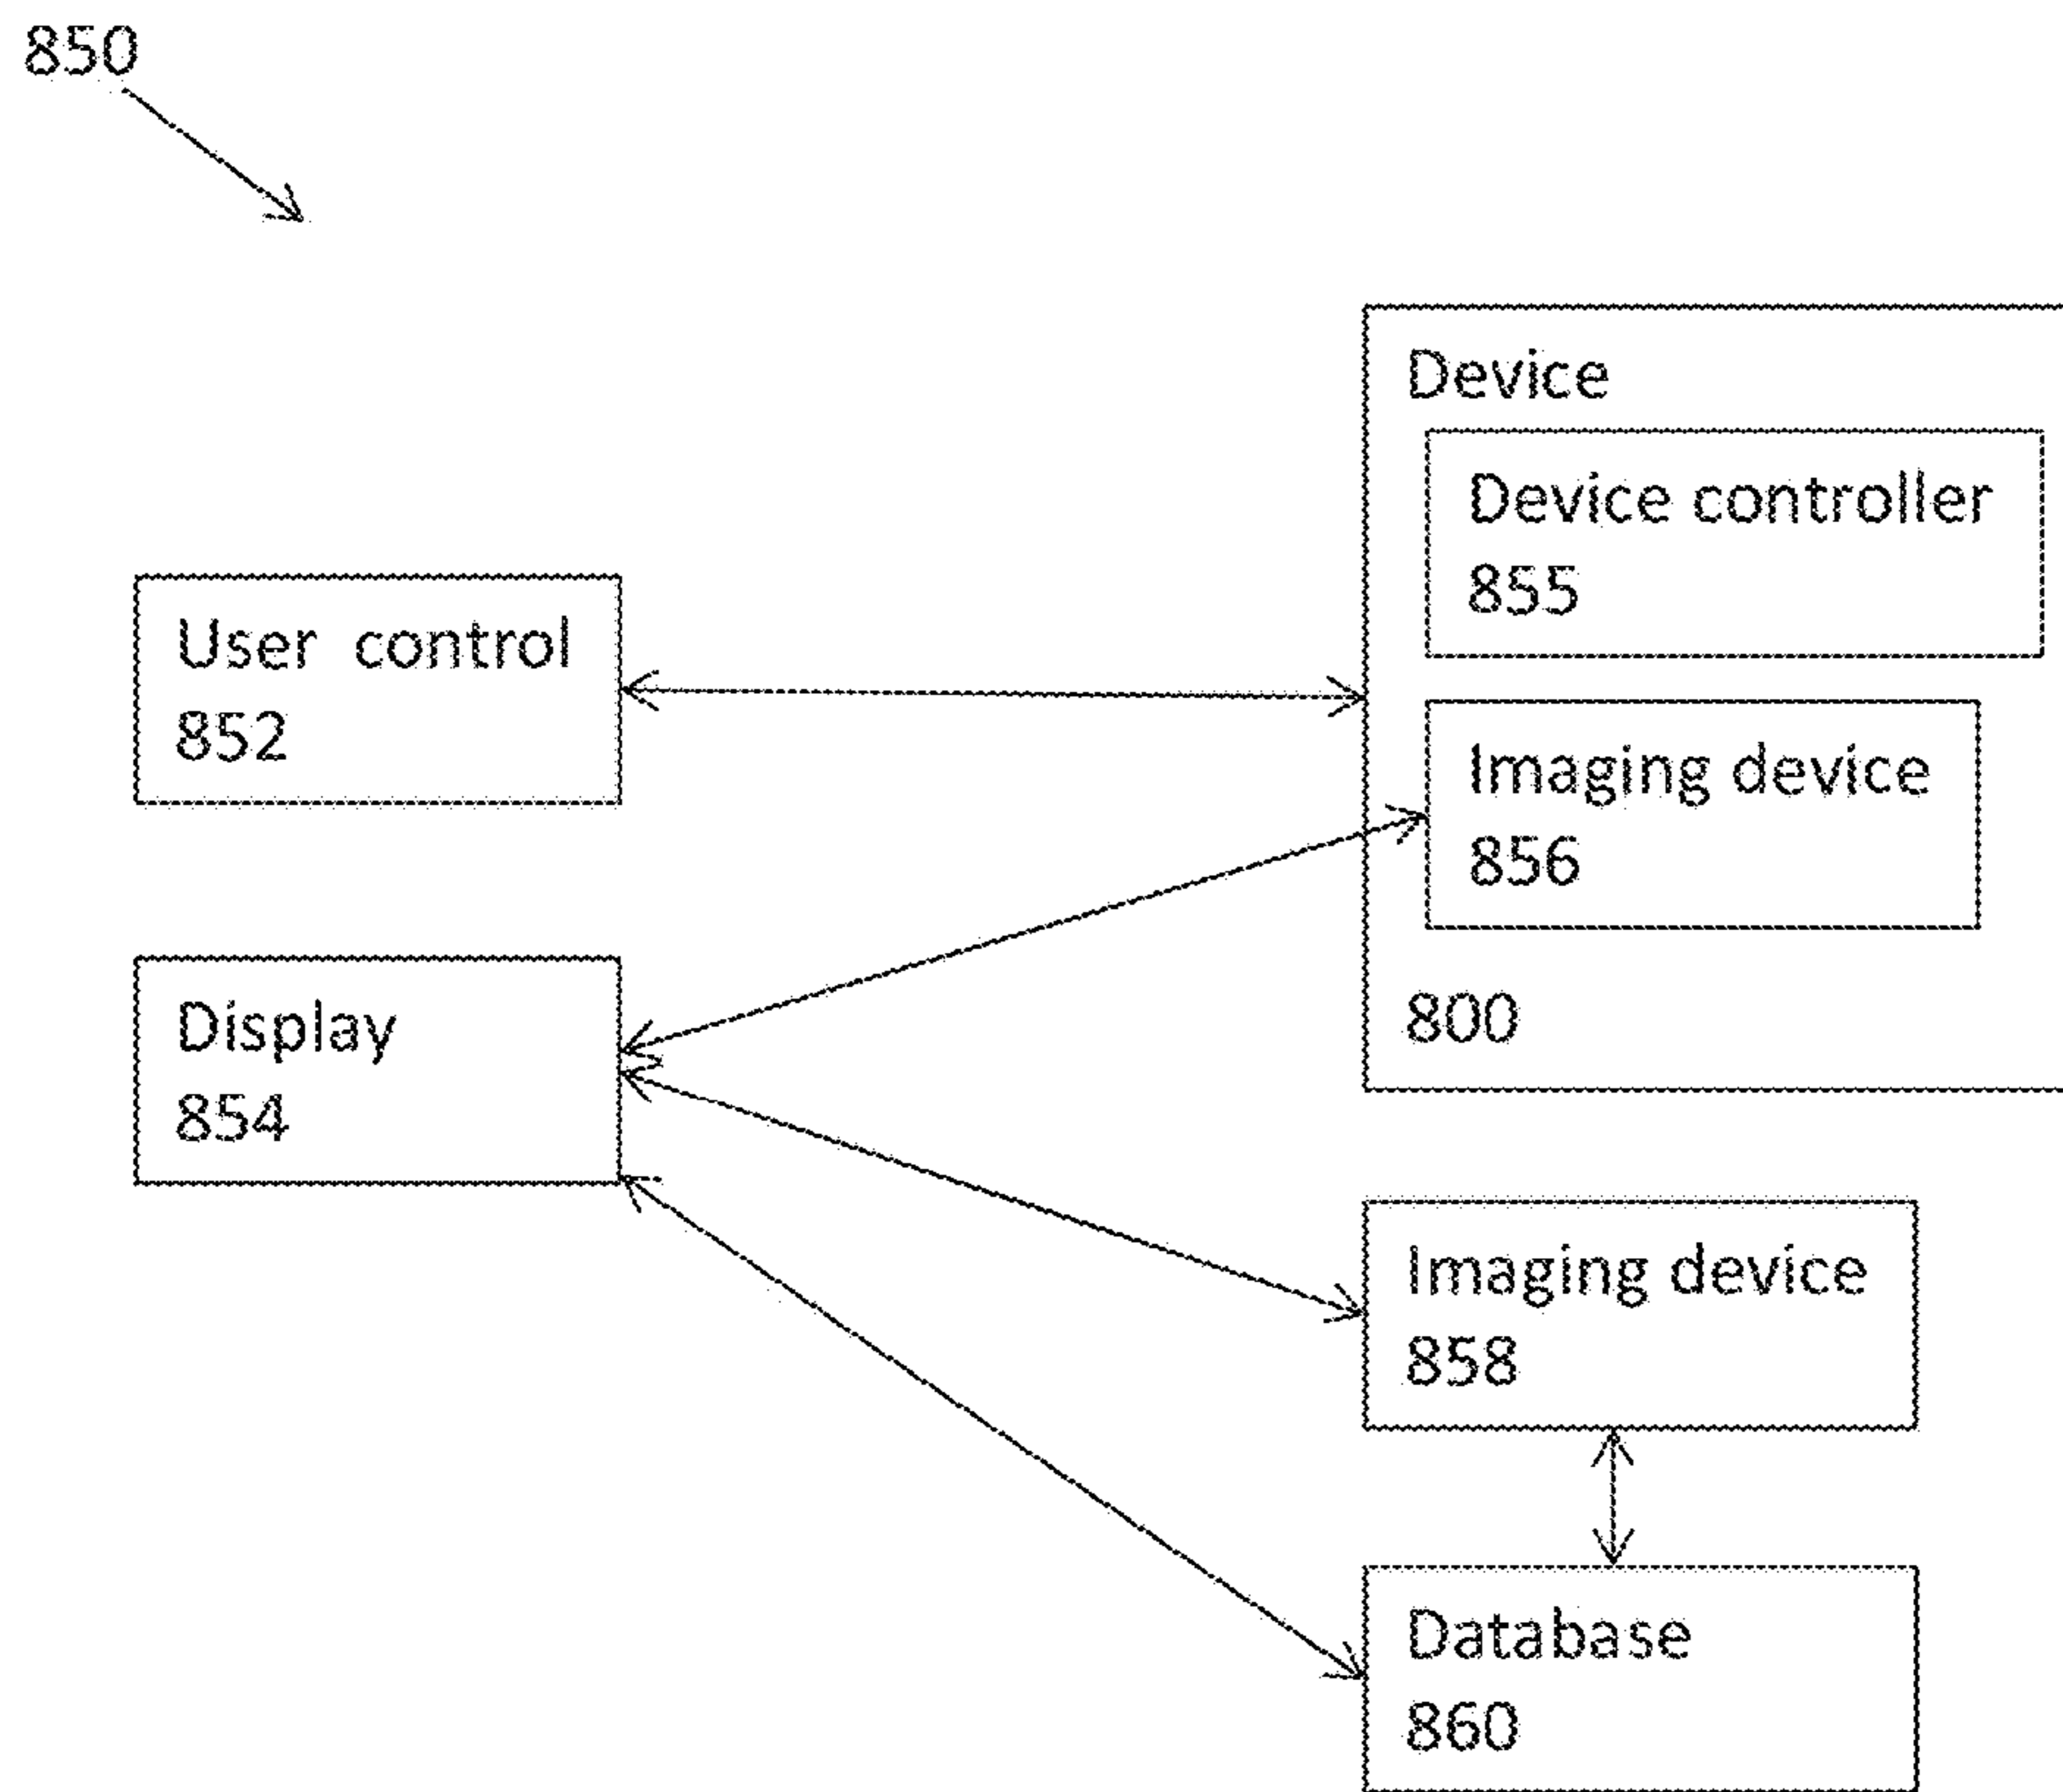 850
Device
Device controller
855
User control
852
Imaging device
856
Display
854
800
Imaging device
858
Database
860